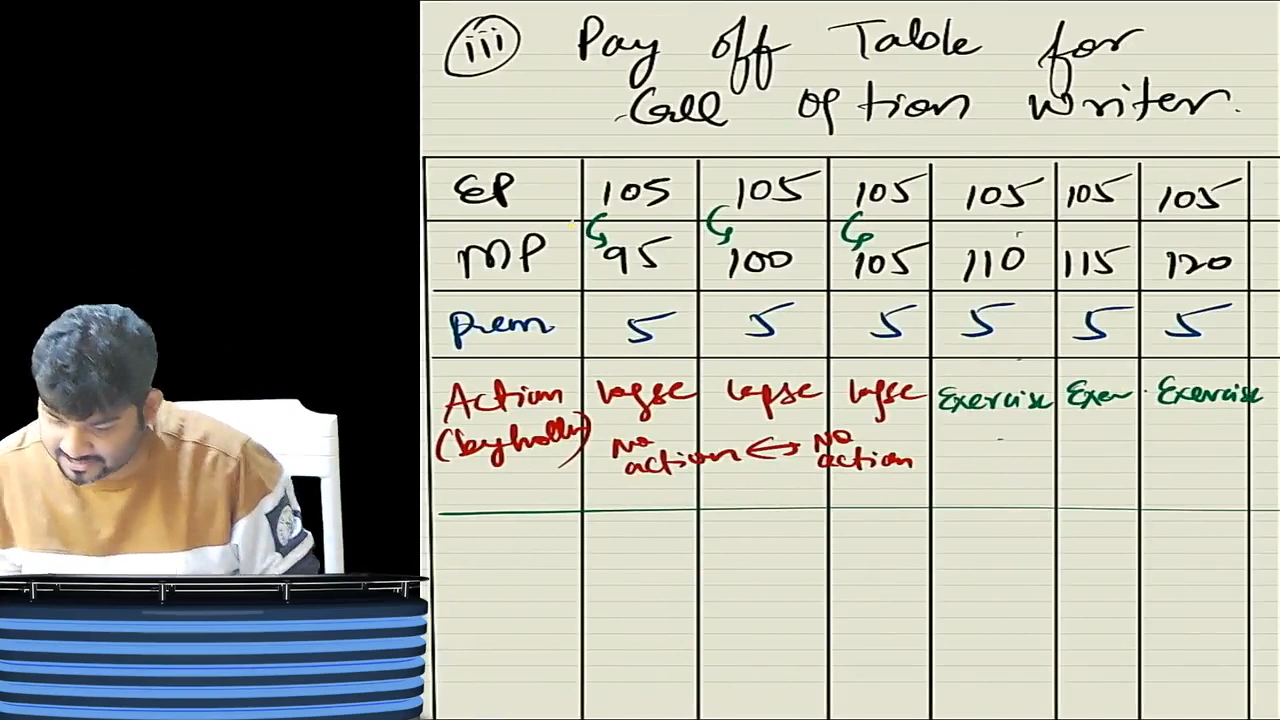 iii Pay off Table for
Call option writer.
EP 105 105 105 105 105 105
MP 95 100 105 110 115 120
Prem 5 5 5 5 5 5
Action lapse lapse lapse Exercise Exer Exercise
No action ↔ No action